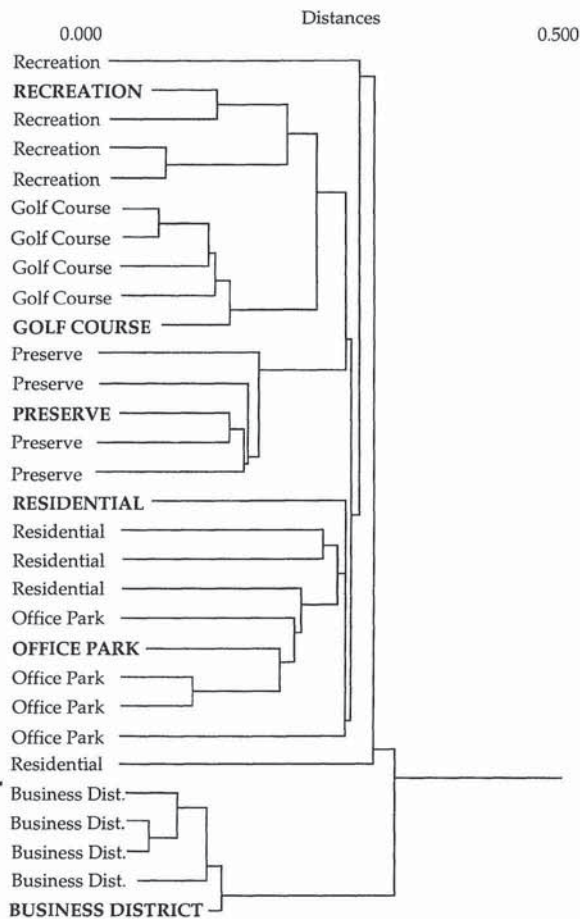 Distances
0.000 0.500
Recreation
RECREATION
Recreation
Recreation
Recreation
Golf Course
Golf Course
Golf Course
Golf Course
GOLF COURSE
Preserve
Preserve
PRESERVE
Preserve
Preserve
RESIDENTIAL
Residential
Residential
Residential
Office Park
OFFICE PARK
Office Park
Office Park
Office Park
Residential
Business Dist.
Business Dist.
Business Dist.
Business Dist.
BUSINESS DISTRICT